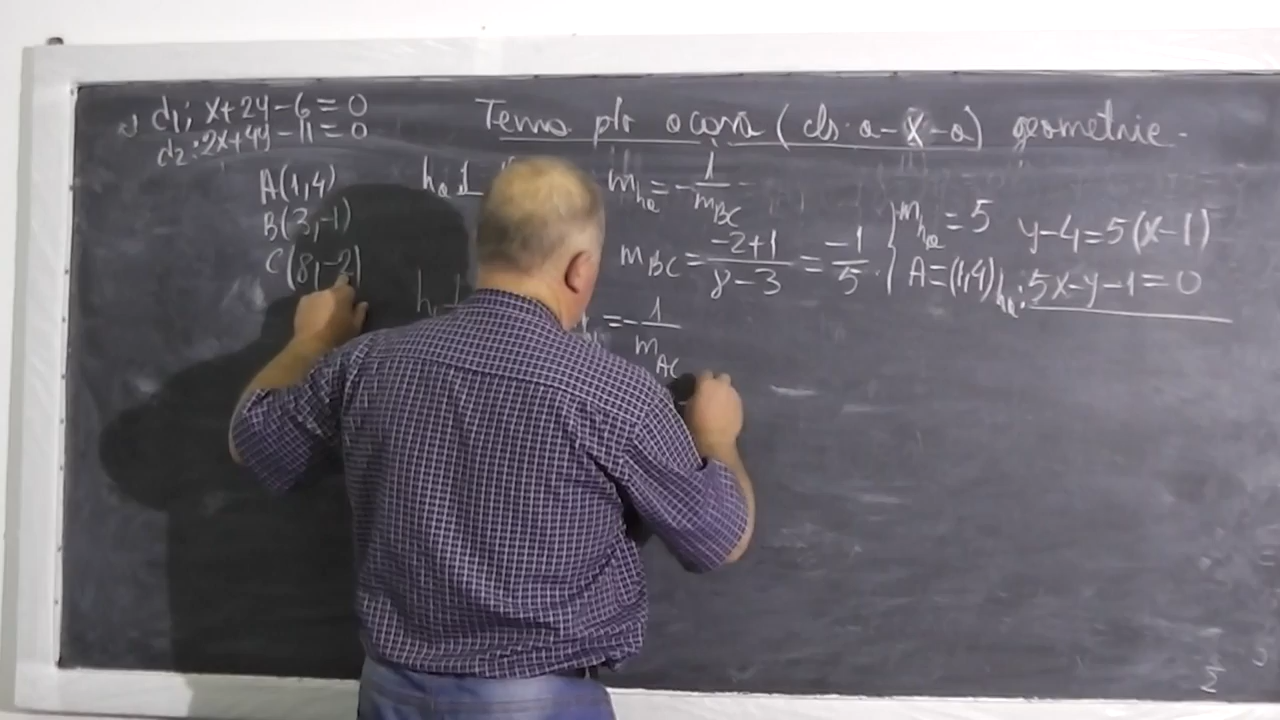 Tema ptr acasă (cls. a-X-a) geometrie.
d₁: x+2y-6=0
d₂: 2x+4y-11=0
A(1,4)
B(3,-1)
C(8,-2)
hₐ⊥
m_hₐ = -1/m_BC
m_BC = (-2+1)/(8-3) = -1/5
m_hₐ = 5
A=(1,4)
y-4=5(x-1)
hₐ: 5x-y-1=0
= -1/m_AC